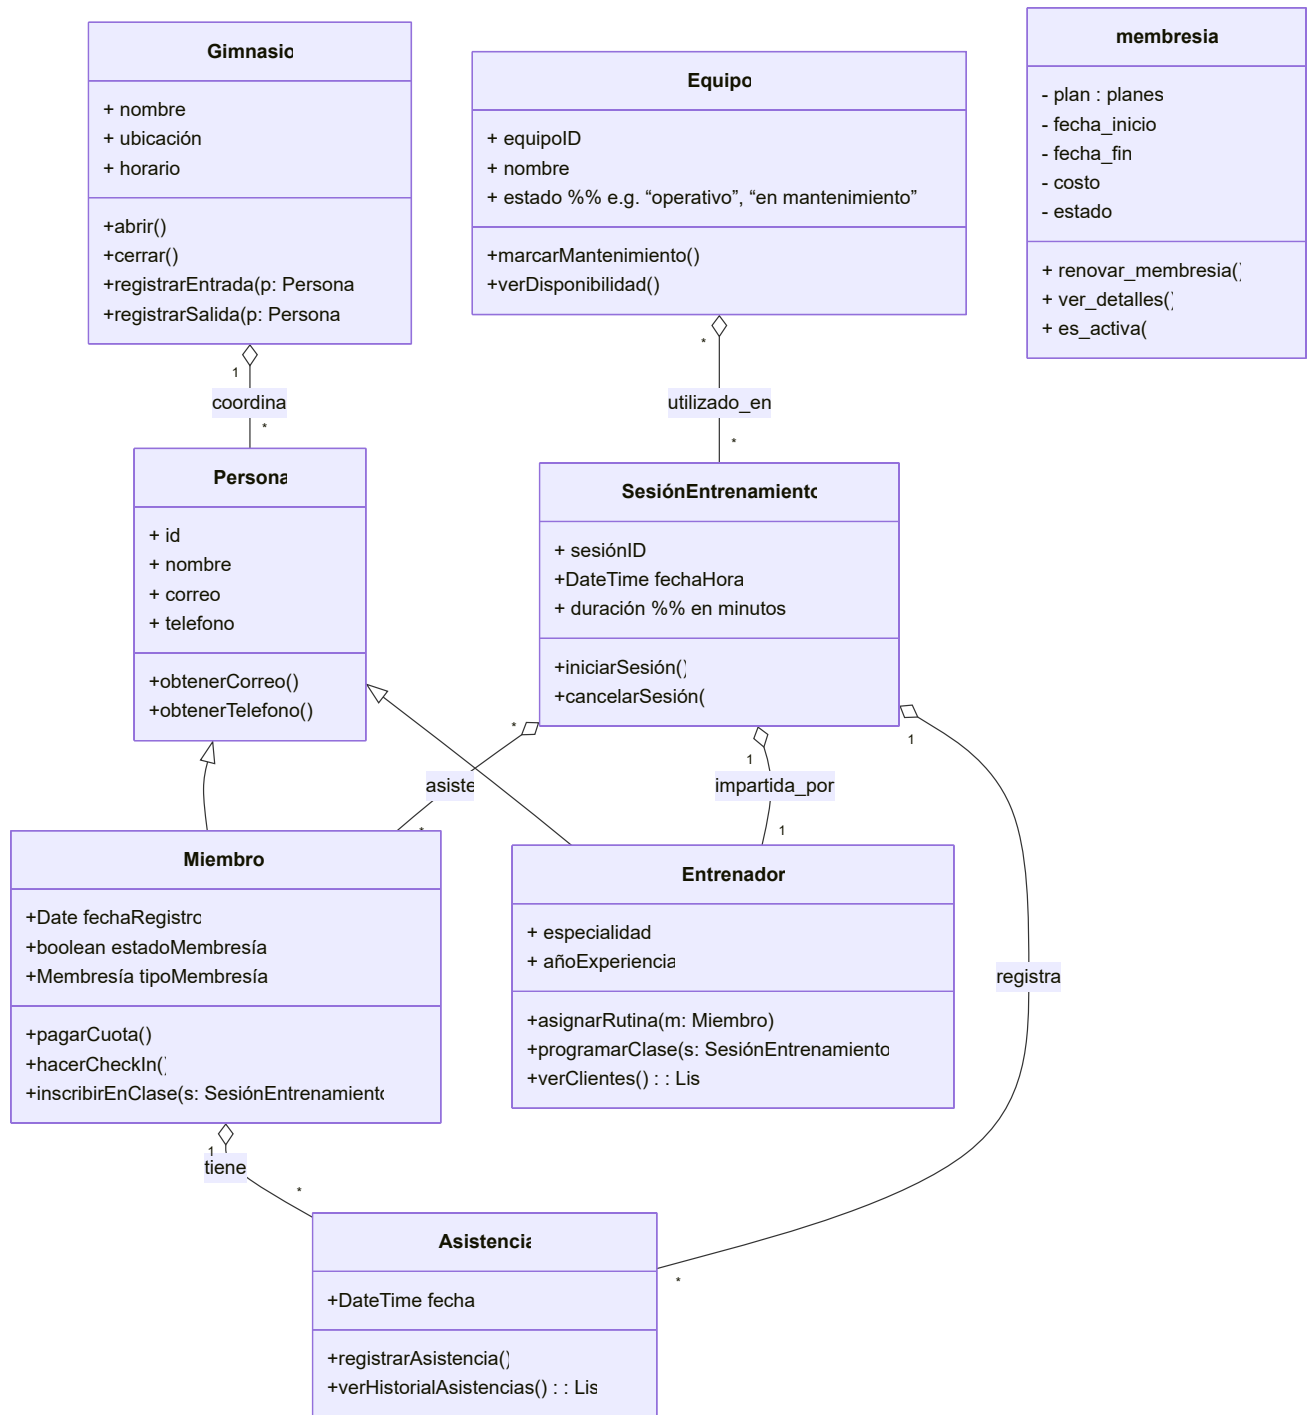 Gimnasio
+ nombre
+ ubicación
+ horario
+abrir()
+cerrar()
+registrarEntrada(p: Persona
+registrarSalida(p: Persona
Equipo
+ equipoID
+ nombre
+ estado %% e.g. “operativo”, “en mantenimiento”
+marcarMantenimiento()
+verDisponibilidad()
membresia
- plan : planes
- fecha_inicio
- fecha_fin
- costo
- estado
+ renovar_membresia()
+ ver_detalles()
+ es_activa(
1
coordina
*
*
utilizado_en
*
Persona
+ id
+ nombre
+ correo
+ telefono
+obtenerCorreo()
+obtenerTelefono()
SesiónEntrenamiento
+ sesiónID
+DateTime fechaHora
+ duración %% en minutos
+iniciarSesión()
+cancelarSesión(
*
asiste
*
1
impartida_por
1
1
registra
*
Miembro
+Date fechaRegistro
+boolean estadoMembresía
+Membresía tipoMembresía
+pagarCuota()
+hacerCheckIn()
+inscribirEnClase(s: SesiónEntrenamiento
Entrenador
+ especialidad
+ añoExperiencia
+asignarRutina(m: Miembro)
+programarClase(s: SesiónEntrenamiento
+verClientes() : : Lis
1
tiene
*
Asistencia
+DateTime fecha
+registrarAsistencia()
+verHistorialAsistencias() : : Lis